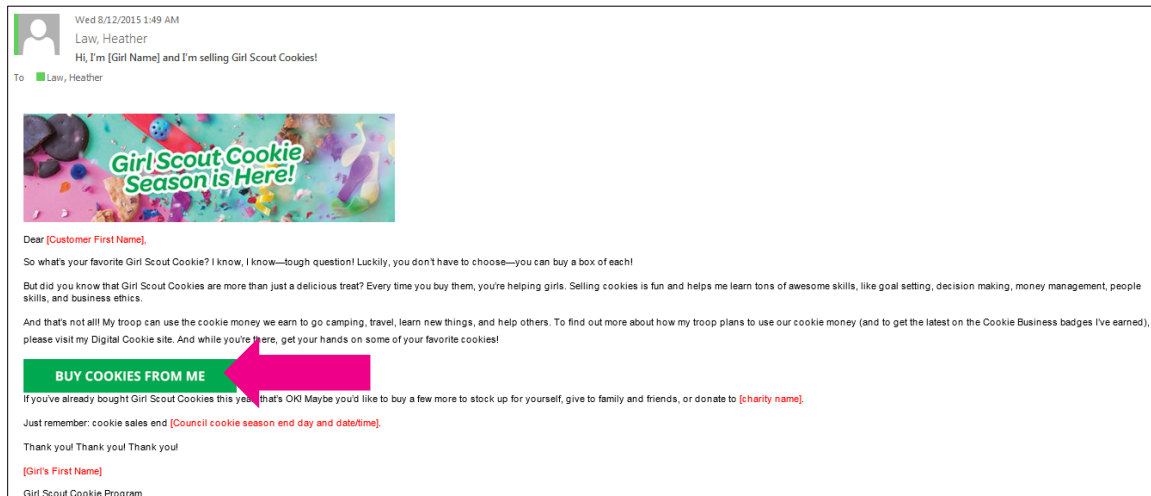 Wed 8/12/2015 1:49 AM
Law, Heather
Hi, I'm [Girl Name] and I'm selling Girl Scout Cookies!
To Law, Heather
Girl Scout Cookie
Season is Here!
Dear [Customer First Name],
So what's your favorite Girl Scout Cookie? I know, I know—tough question! Luckily, you don't have to choose—you can buy a box of each!
But did you know that Girl Scout Cookies are more than just a delicious treat? Every time you buy them, you're helping girls. Selling cookies is fun and helps me learn tons of awesome skills, like goal setting, decision making, money management, people
skills, and business ethics.
And that's not all! My troop can use the cookie money we earn to go camping, travel, learn new things, and help others. To find out more about how my troop plans to use our cookie money (and to get the latest on the Cookie Business badges I've earned),
please visit my Digital Cookie site. And while you're there, get your hands on some of your favorite cookies!
BUY COOKIES FROM ME
If you've already bought Girl Scout Cookies this year that's OK! Maybe you'd like to buy a few more to stock up for yourself, give to family and friends, or donate to [charity name].
Just remember: cookie sales end [Council cookie season end day and date/time].
Thank you! Thank you! Thank you!
[Girl's First Name]
Girl Scout Cookie Program